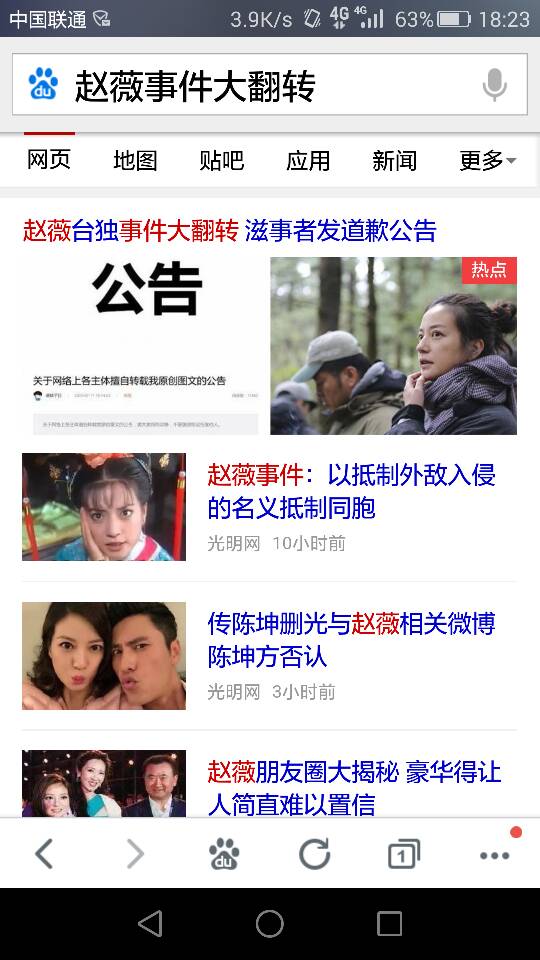 中国联通 3.9K/s 4G 4G 63% 18:23
du 赵薇事件大翻转
网页 地图 贴吧 应用 新闻 更多
赵薇台独事件大翻转 滋事者发道歉公告
热点
公告
关于网络上各主体擅自转载我原创图文的公告
赵薇事件：以抵制外敌入侵
的名义抵制同胞
光明网 10小时前
传陈坤删光与赵薇相关微博
陈坤方否认
光明网 3小时前
赵薇朋友圈大揭秘 豪华得让
人简直难以置信
du 1